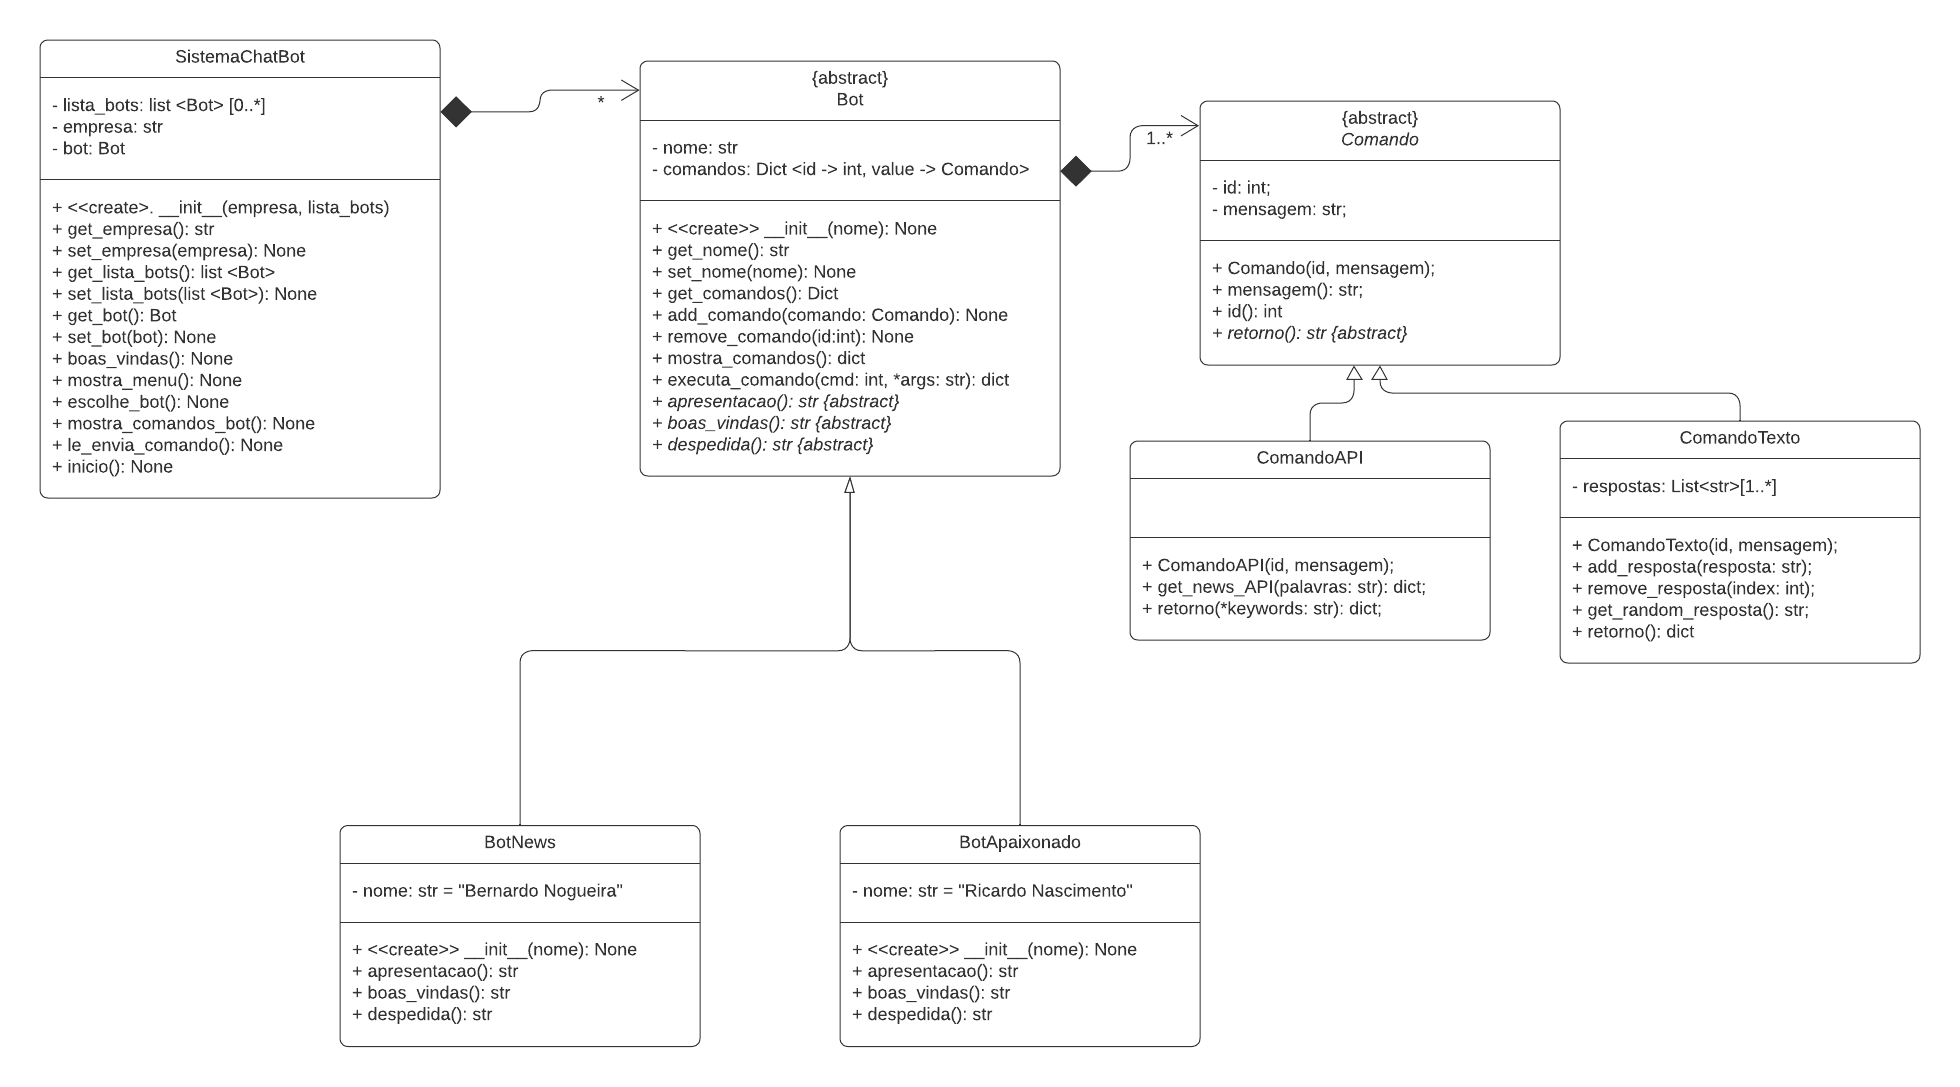 SistemaChatBot
- lista_bots: list <Bot> [0..*]
- empresa: str
- bot: Bot
+ <<create>. __init__(empresa, lista_bots)
+ get_empresa(): str
+ set_empresa(empresa): None
+ get_lista_bots(): list <Bot>
+ set_lista_bots(list <Bot>): None
+ get_bot(): Bot
+ set_bot(bot): None
+ boas_vindas(): None
+ mostra_menu(): None
+ escolhe_bot(): None
+ mostra_comandos_bot(): None
+ le_envia_comando(): None
+ inicio(): None
*
{abstract}
Bot
- nome: str
- comandos: Dict <id -> int, value -> Comando>
+ <<create>> __init__(nome): None
+ get_nome(): str
+ set_nome(nome): None
+ get_comandos(): Dict
+ add_comando(comando: Comando): None
+ remove_comando(id:int): None
+ mostra_comandos(): dict
+ executa_comando(cmd: int, *args: str): dict
+ apresentacao(): str {abstract}
+ boas_vindas(): str {abstract}
+ despedida(): str {abstract}
1..*
{abstract}
Comando
- id: int;
- mensagem: str;
+ Comando(id, mensagem);
+ mensagem(): str;
+ id(): int
+ retorno(): str {abstract}
ComandoAPI
+ ComandoAPI(id, mensagem);
+ get_news_API(palavras: str): dict;
+ retorno(*keywords: str): dict;
ComandoTexto
- respostas: List<str>[1..*]
+ ComandoTexto(id, mensagem);
+ add_resposta(resposta: str);
+ remove_resposta(index: int);
+ get_random_resposta(): str;
+ retorno(): dict
BotNews
- nome: str = "Bernardo Nogueira"
+ <<create>> __init__(nome): None
+ apresentacao(): str
+ boas_vindas(): str
+ despedida(): str
BotApaixonado
- nome: str = "Ricardo Nascimento"
+ <<create>> __init__(nome): None
+ apresentacao(): str
+ boas_vindas(): str
+ despedida(): str